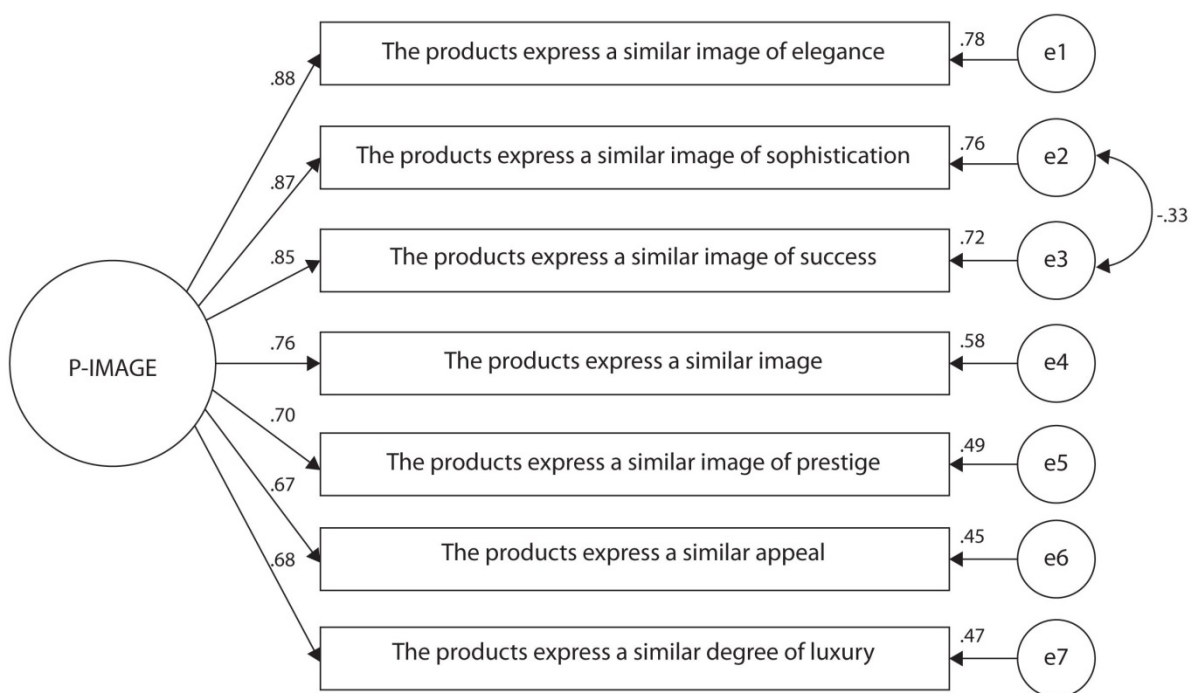 .88
The products express a similar image of elegance
.78
e1
.87
The products express a similar image of sophistication
.76
e2
-.33
.85
The products express a similar image of success
.72
e3
P-IMAGE
.76
The products express a similar image
.58
e4
.70
The products express a similar image of prestige
.49
e5
.67
The products express a similar appeal
.45
e6
.68
The products express a similar degree of luxury
.47
e7